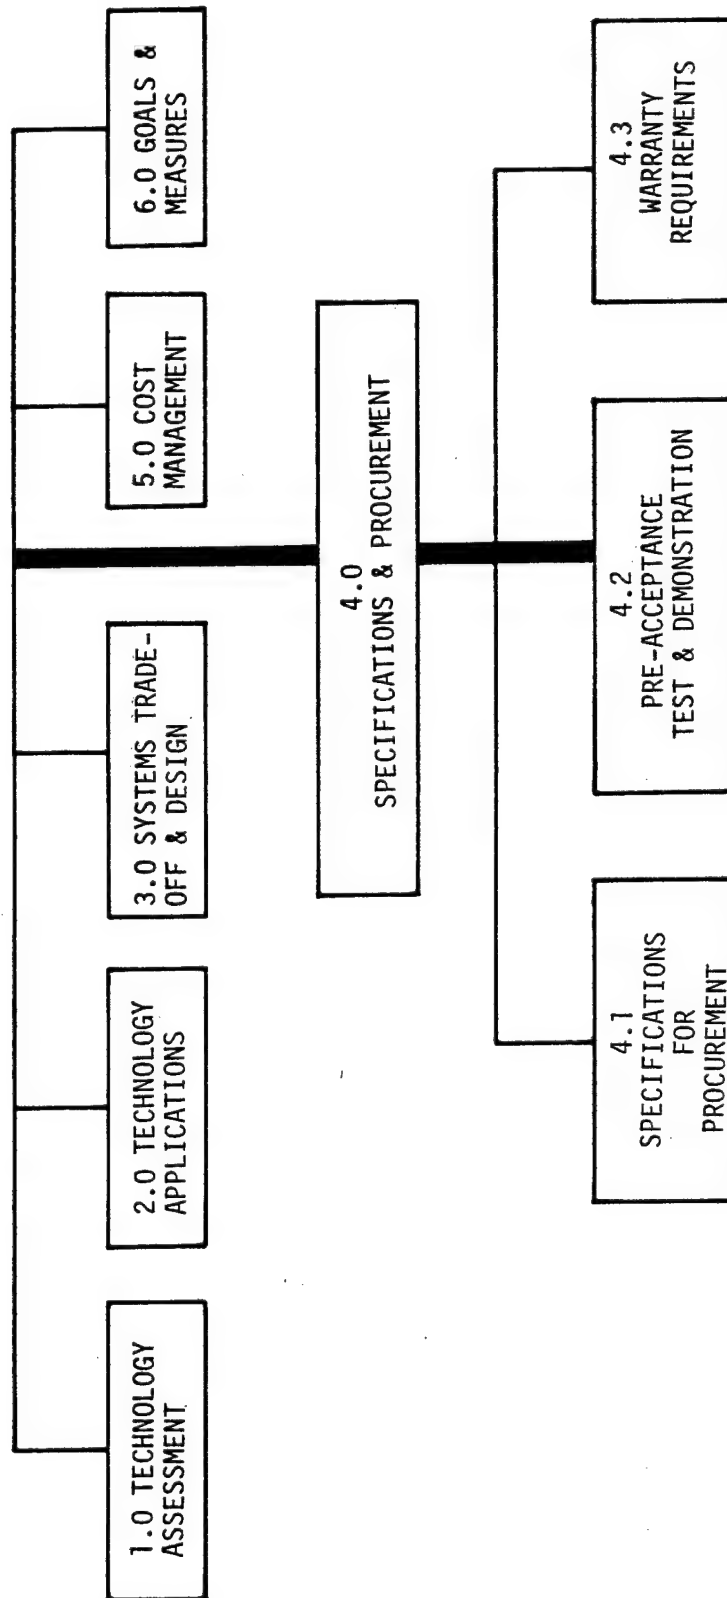 1.0 TECHNOLOGY
ASSESSMENT
2.0 TECHNOLOGY
APPLICATIONS
3.0 SYSTEMS TRADE-
OFF & DESIGN
5.0 COST
MANAGEMENT
6.0 GOALS &
MEASURES
4.0
SPECIFICATIONS & PROCUREMENT
4.1
SPECIFICATIONS
FOR
PROCUREMENT
4.2
PRE-ACCEPTANCE
TEST & DEMONSTRATION
4.3
WARRANTY
REQUIREMENTS